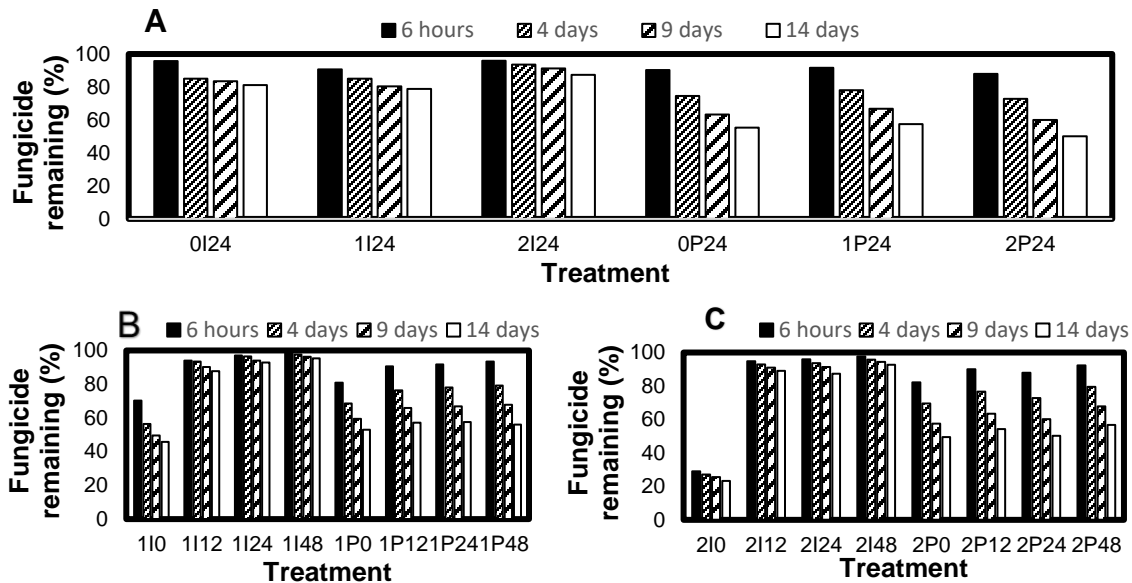 A
6 hours 4 days 9 days 14 days
Fungicide
remaining (%)
100
80
60
40
20
0
0I24 1I24 2I24 0P24 1P24 2P24
Treatment
B
6 hours 4 days 9 days 14 days
Fungicide
remaining (%)
100
80
60
40
20
0
1I0 1I12 1I24 1I48 1P0 1P12 1P24 1P48
Treatment
C
6 hours 4 days 9 days 14 days
Fungicide
remaining (%)
100
80
60
40
20
0
2I0 2I12 2I24 2I48 2P0 2P12 2P24 2P48
Treatment